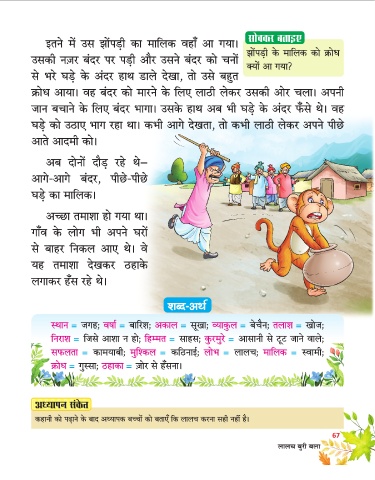 इतने में उस झोंपड़ी का मालिक वहाँ आ गया।
उसकी नज़र बंदर पर पड़ी और उसने बंदर को चनों
से भरे घड़े के अंदर हाथ डाले देखा, तो उसे बहुत
सोचकर बताइए
झोंपड़ी के मालिक को क्रोध
क्यों आ गया?
क्रोध आया। वह बंदर को मारने के लिए लाठी लेकर उसकी ओर चला। अपनी
जान बचाने के लिए बंदर भागा। उसके हाथ अब भी घड़े के अंदर फँसे थे। वह
घड़े को उठाए भाग रहा था। कभी आगे देखता, तो कभी लाठी लेकर अपने पीछे
आते आदमी को।
अब दोनों दौड़ रहे थे–
आगे-आगे बंदर, पीछे-पीछे
घड़े का मालिक।
अच्छा तमाशा हो गया था।
गाँव के लोग भी अपने घरों
से बाहर निकल आए थे। वे
यह तमाशा देखकर ठहाके
लगाकर हँस रहे थे।
शब्द-अर्थ
स्थान = जगह; वर्षा = बारिश; अकाल = सूखा; व्याकुल = बेचैन; तलाश = खोज;
निराश = जिसे आशा न हो; हिम्मत = साहस; कुरमुरे = आसानी से टूट जाने वाले;
सफलता = कामयाबी; मुश्किल = कठिनाई; लोभ = लालच; मालिक = स्वामी;
क्रोध = गुस्सा; ठहाका = ज़ोर से हँसना।
अध्यापन संकेत
कहानी को पढ़ाने के बाद अध्यापक बच्चों को बताएँ कि लालच करना सही नहीं है।
67
लालच बुरी बला